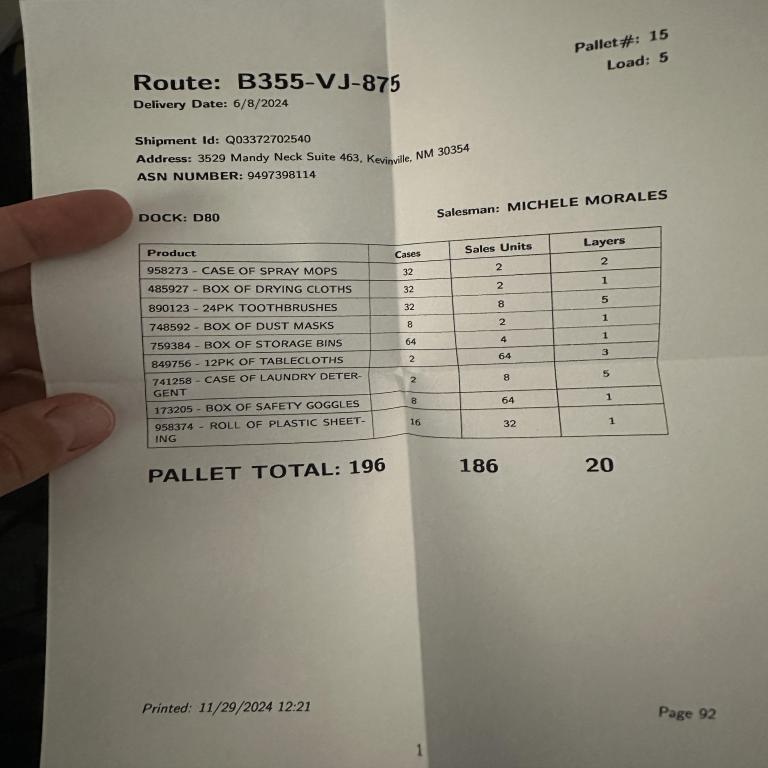 Pallet#: 15
Load: 5
Route: B355-VJ-875
Delivery Date: 6/8/2024
Shipment Id: Q03372702540
Address: 3529 Mandy Neck Suite 463, Kevinville, NM 30354
ASN NUMBER: 9497398114
DOCK: D80 Salesman: MICHELE MORALES
Product Cases Sales Units Layers
958273 - CASE OF SPRAY MOPS 32 2 2
485927 - BOX OF DRYING CLOTHS 32 2 1
890123 - 24PK TOOTHBRUSHES 32 8 5
748592 - BOX OF DUST MASKS 8 2 1
759384 - BOX OF STORAGE BINS 64 4 1
849756 - 12PK OF TABLECLOTHS 2 64 3
741258 - CASE OF LAUNDRY DETER- 2 8 5
GENT
173205 - BOX OF SAFETY GOGGLES 8 64 1
958374 - ROLL OF PLASTIC SHEET- 16 32 1
ING
PALLET TOTAL: 196 186 20
Printed: 11/29/2024 12:21 Page 92
1